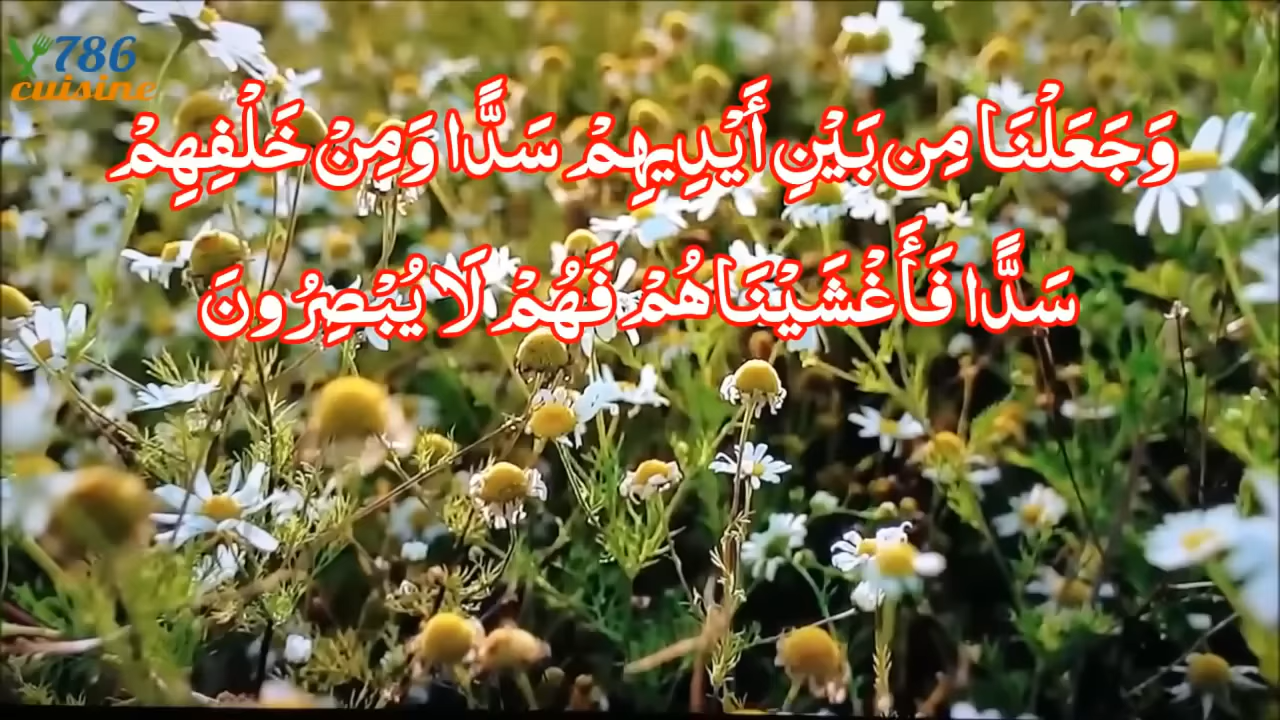 786
cuisine
وَجَعَلْنَا مِن بَيْنِ أَيْدِيهِمْ سَدًّا وَمِنْ خَلْفِهِمْ
سَدًّا فَأَغْشَيْنَاهُمْ فَهُمْ لَا يُبْصِرُونَ